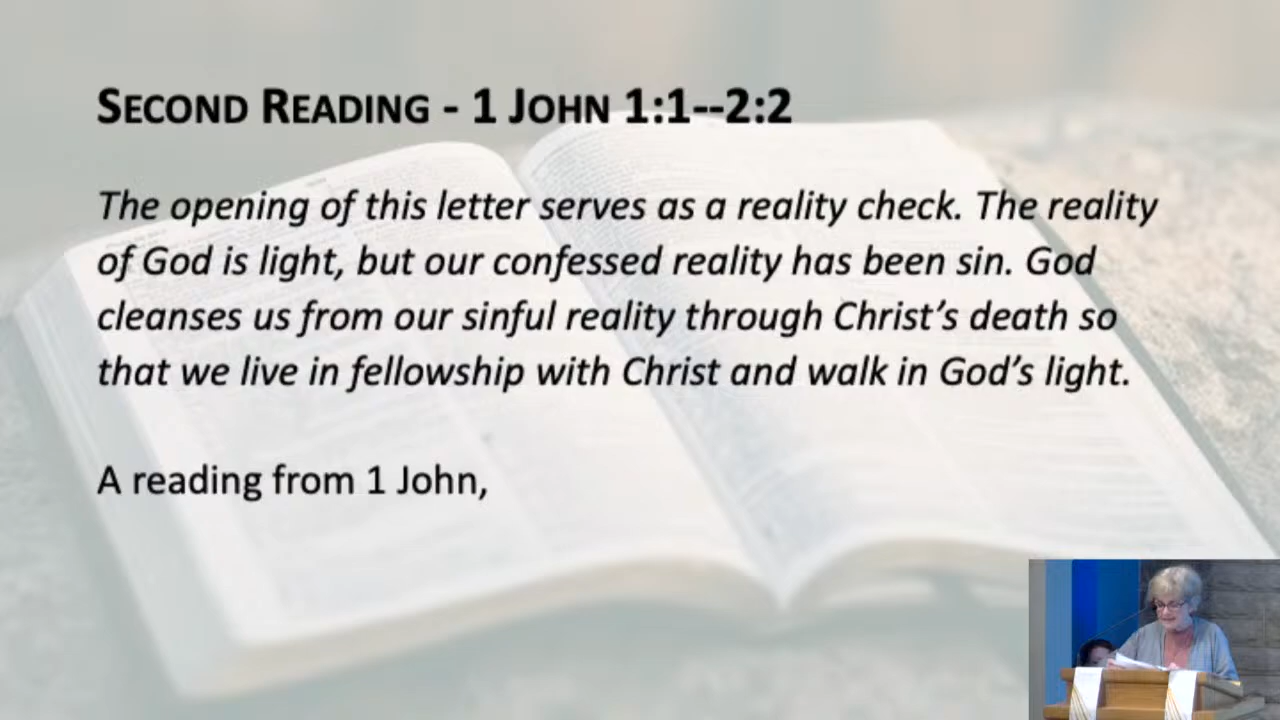 SECOND READING - 1 JOHN 1:1--2:2
The opening of this letter serves as a reality check. The reality
of God is light, but our confessed reality has been sin. God
cleanses us from our sinful reality through Christ’s death so
that we live in fellowship with Christ and walk in God’s light.
A reading from 1 John,